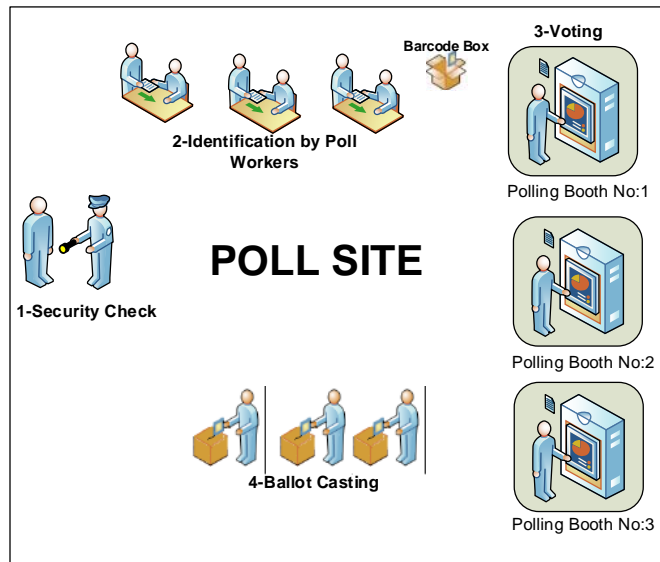 3-Voting
Barcode Box
2-Identification by Poll
Workers
Polling Booth No:1
POLL SITE
1-Security Check
Polling Booth No:2
4-Ballot Casting
Polling Booth No:3